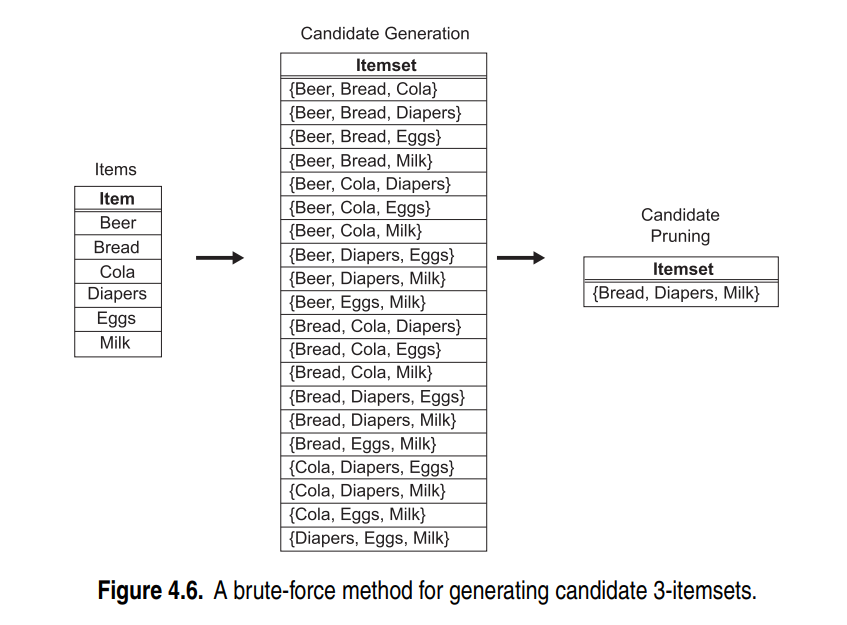 Candidate Generation
Itemset
{Beer, Bread, Cola}
{Beer, Bread, Diapers}
{Beer, Bread, Eggs}
{Beer, Bread, Milk}
{Beer, Cola, Diapers}
{Beer, Cola, Eggs}
{Beer, Cola, Milk}
{Beer, Diapers, Eggs}
{Beer, Diapers, Milk}
{Beer, Eggs, Milk}
{Bread, Cola, Diapers}
{Bread, Cola, Eggs}
{Bread, Cola, Milk}
{Bread, Diapers, Eggs}
{Bread, Diapers, Milk}
{Bread, Eggs, Milk}
{Cola, Diapers, Eggs}
{Cola, Diapers, Milk}
{Cola, Eggs, Milk}
{Diapers, Eggs, Milk}
Items
Item
Beer
Bread
Cola
Diapers
Eggs
Milk
Candidate
Pruning
Itemset
{Bread, Diapers, Milk}
Figure 4.6. A brute-force method for generating candidate 3-itemsets.